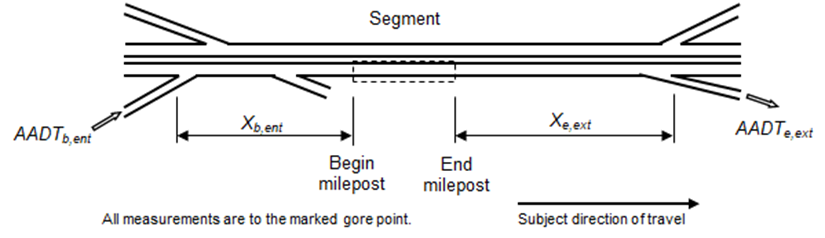 Segment
AADTb,ent
Xb,ent
Xe,ext
AADTe,ext
Begin
milepost
End
milepost
All measurements are to the marked gore point.
Subject direction of travel